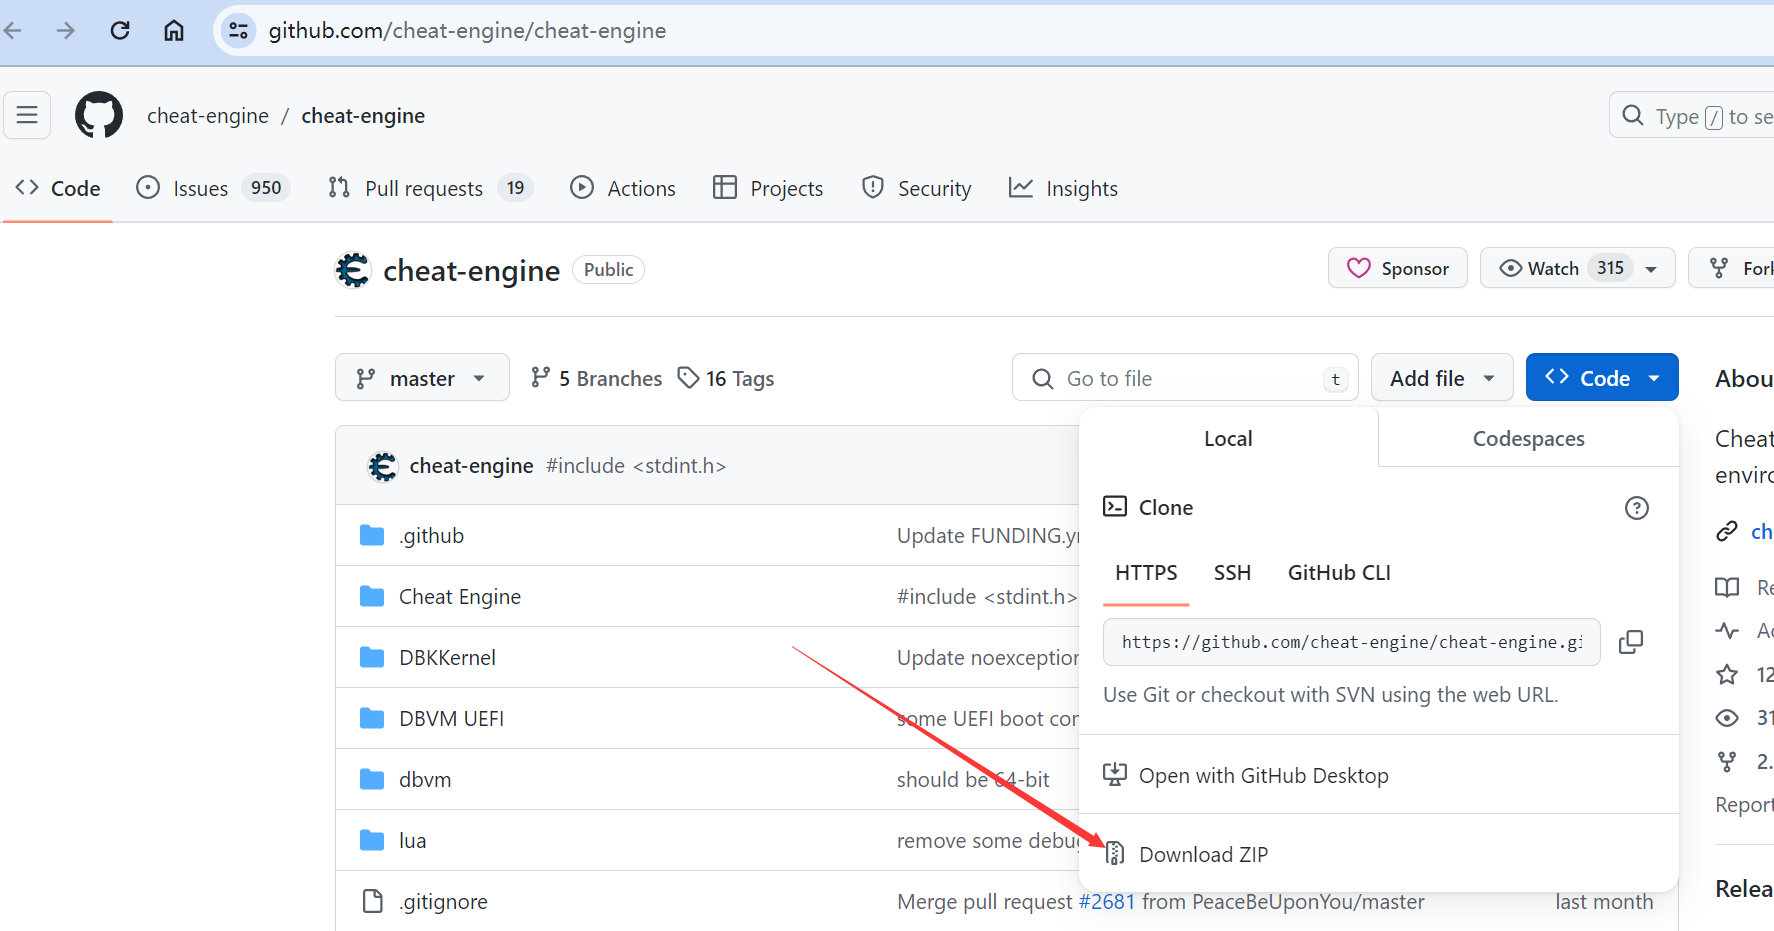 github.com/cheat-engine/cheat-engine
cheat-engine / cheat-engine
Type / to se
Code
Issues 950
Pull requests 19
Actions
Projects
Security
Insights
cheat-engine Public
Sponsor
Watch 315
Fork
master
5 Branches
16 Tags
Go to file t
Add file
Code
Abou
Local
Codespaces
Cheat
enviro
cheat-engine #include <stdint.h>
Clone
ch
.github Update FUNDING.y
HTTPS SSH GitHub CLI
Re
Cheat Engine #include <stdint.h>
https://github.com/cheat-engine/cheat-engine.gi
Ac
DBKKernel Update noexception
Use Git or checkout with SVN using the web URL.
12
DBVM UEFI some UEFI boot con
31
Open with GitHub Desktop
2.
dbvm should be 64-bit
Report
lua remove some debug
Download ZIP
Relea
.gitignore Merge pull request #2681 from PeaceBeUponYou/master last month